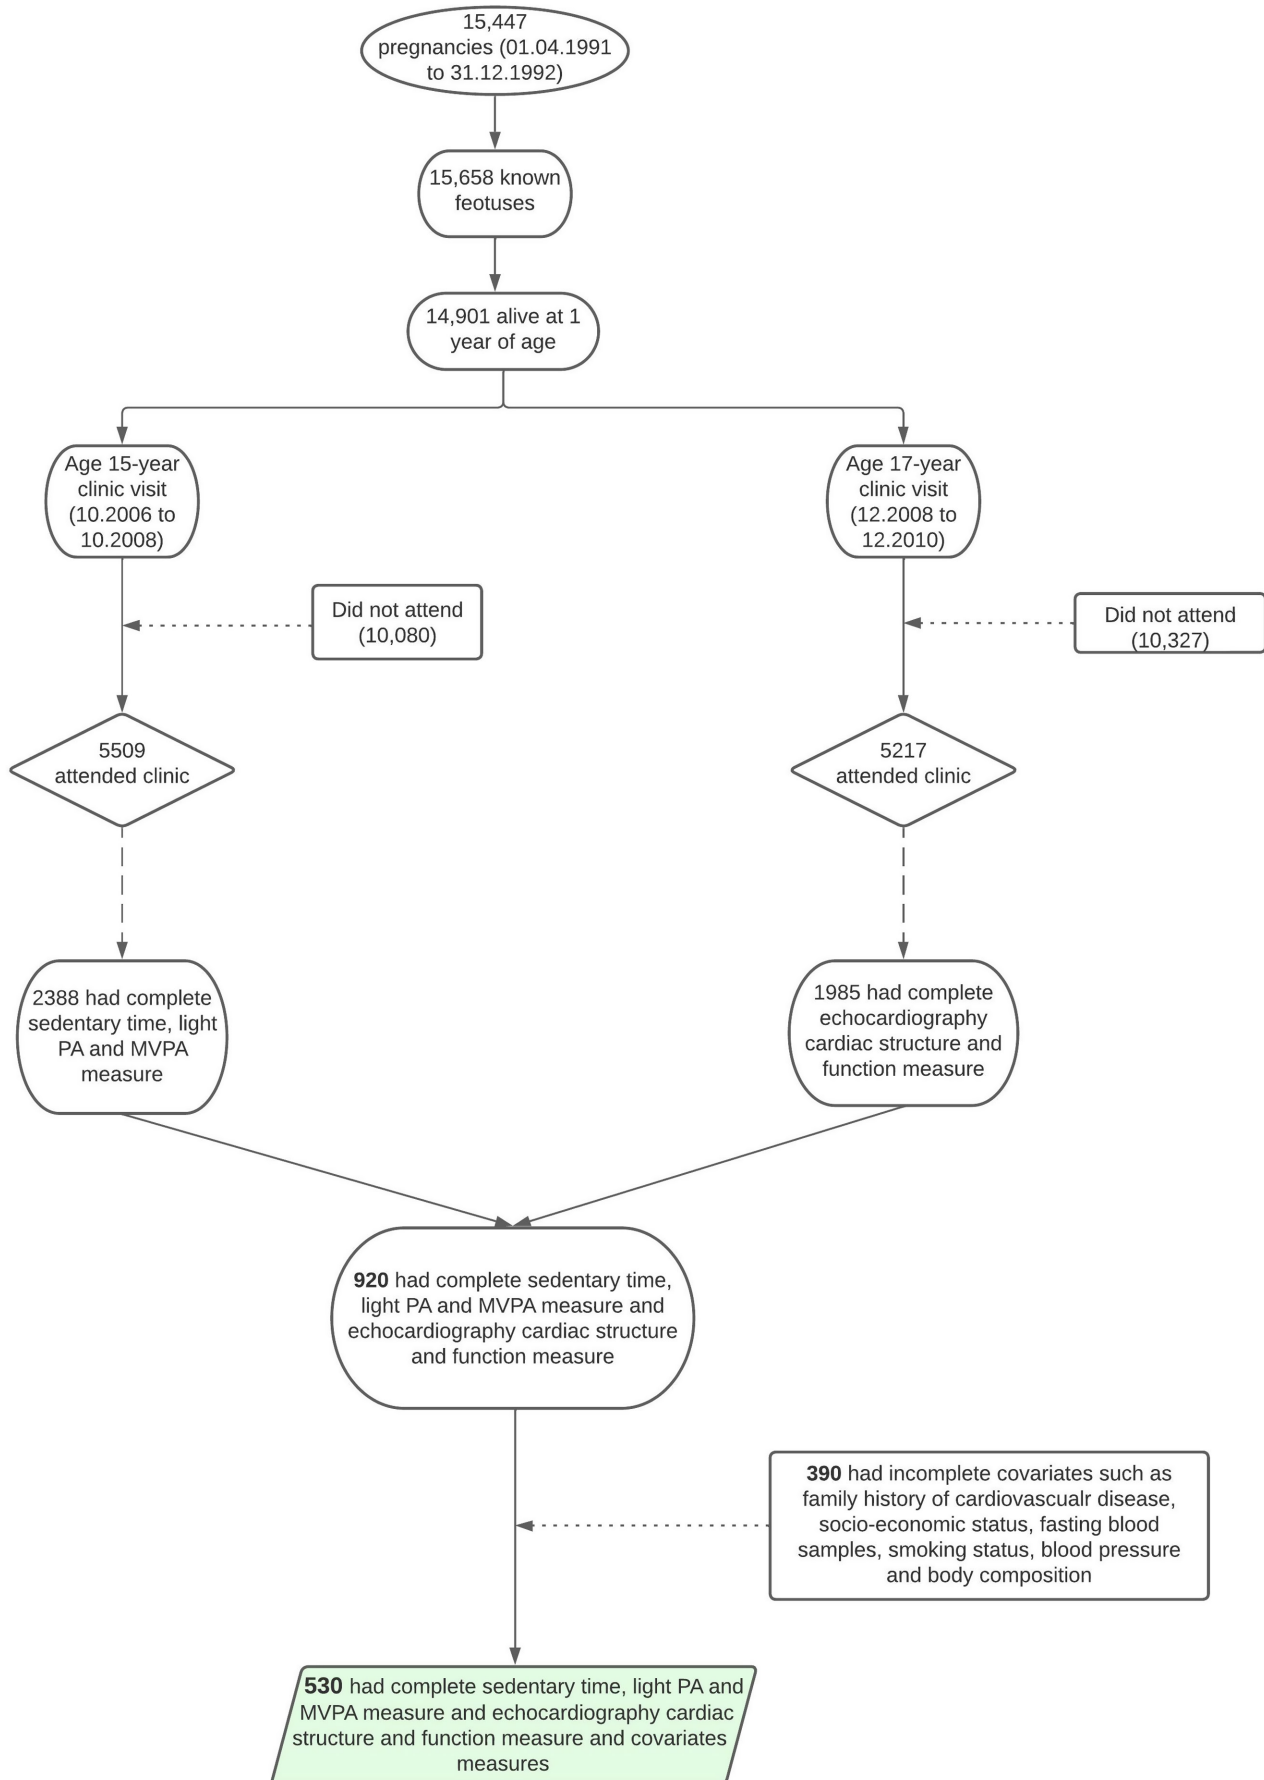 15,447
pregnancies (01.04.1991
to 31.12.1992)
15,658 known
feotuses
14,901 alive at 1
year of age
Age 15-year
clinic visit
(10.2006 to
10.2008)
Age 17-year
clinic visit
(12.2008 to
12.2010)
Did not attend
(10,080)
Did not attend
(10,327)
5509
attended clinic
5217
attended clinic
2388 had complete
sedentary time, light
PA and MVPA
measure
1985 had complete
echocardiography
cardiac structure and
function measure
920 had complete sedentary time,
light PA and MVPA measure and
echocardiography cardiac structure
and function measure
390 had incomplete covariates such as
family history of cardiovascualr disease,
socio-economic status, fasting blood
samples, smoking status, blood pressure
and body composition
530 had complete sedentary time, light PA and
MVPA measure and echocardiography cardiac
structure and function measure and covariates
measures